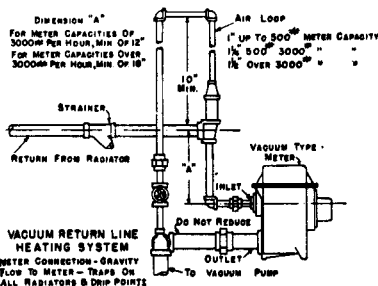 DIMENSION "A"
FOR METER CAPACITIES OF
3000## PER HOUR, MIN OF 12"
FOR METER CAPACITIES OVER
3000## PER HOUR, MIN OF 18"
AIR LOOP
1" UP TO 500# METER CAPACITY
1¼" 500# 3000# " "
1½" OVER 3000# " "
10"
MIN.
STRAINER
RETURN FROM RADIATOR
"A"
VACUUM TYPE
METER
INLET
DO NOT REDUCE
OUTLET
TO VACUUM PUMP
VACUUM RETURN LINE
HEATING SYSTEM
METER CONNECTION - GRAVITY
FLOW TO METER - TRAPS ON
ALL RADIATORS & DRIP POINTS